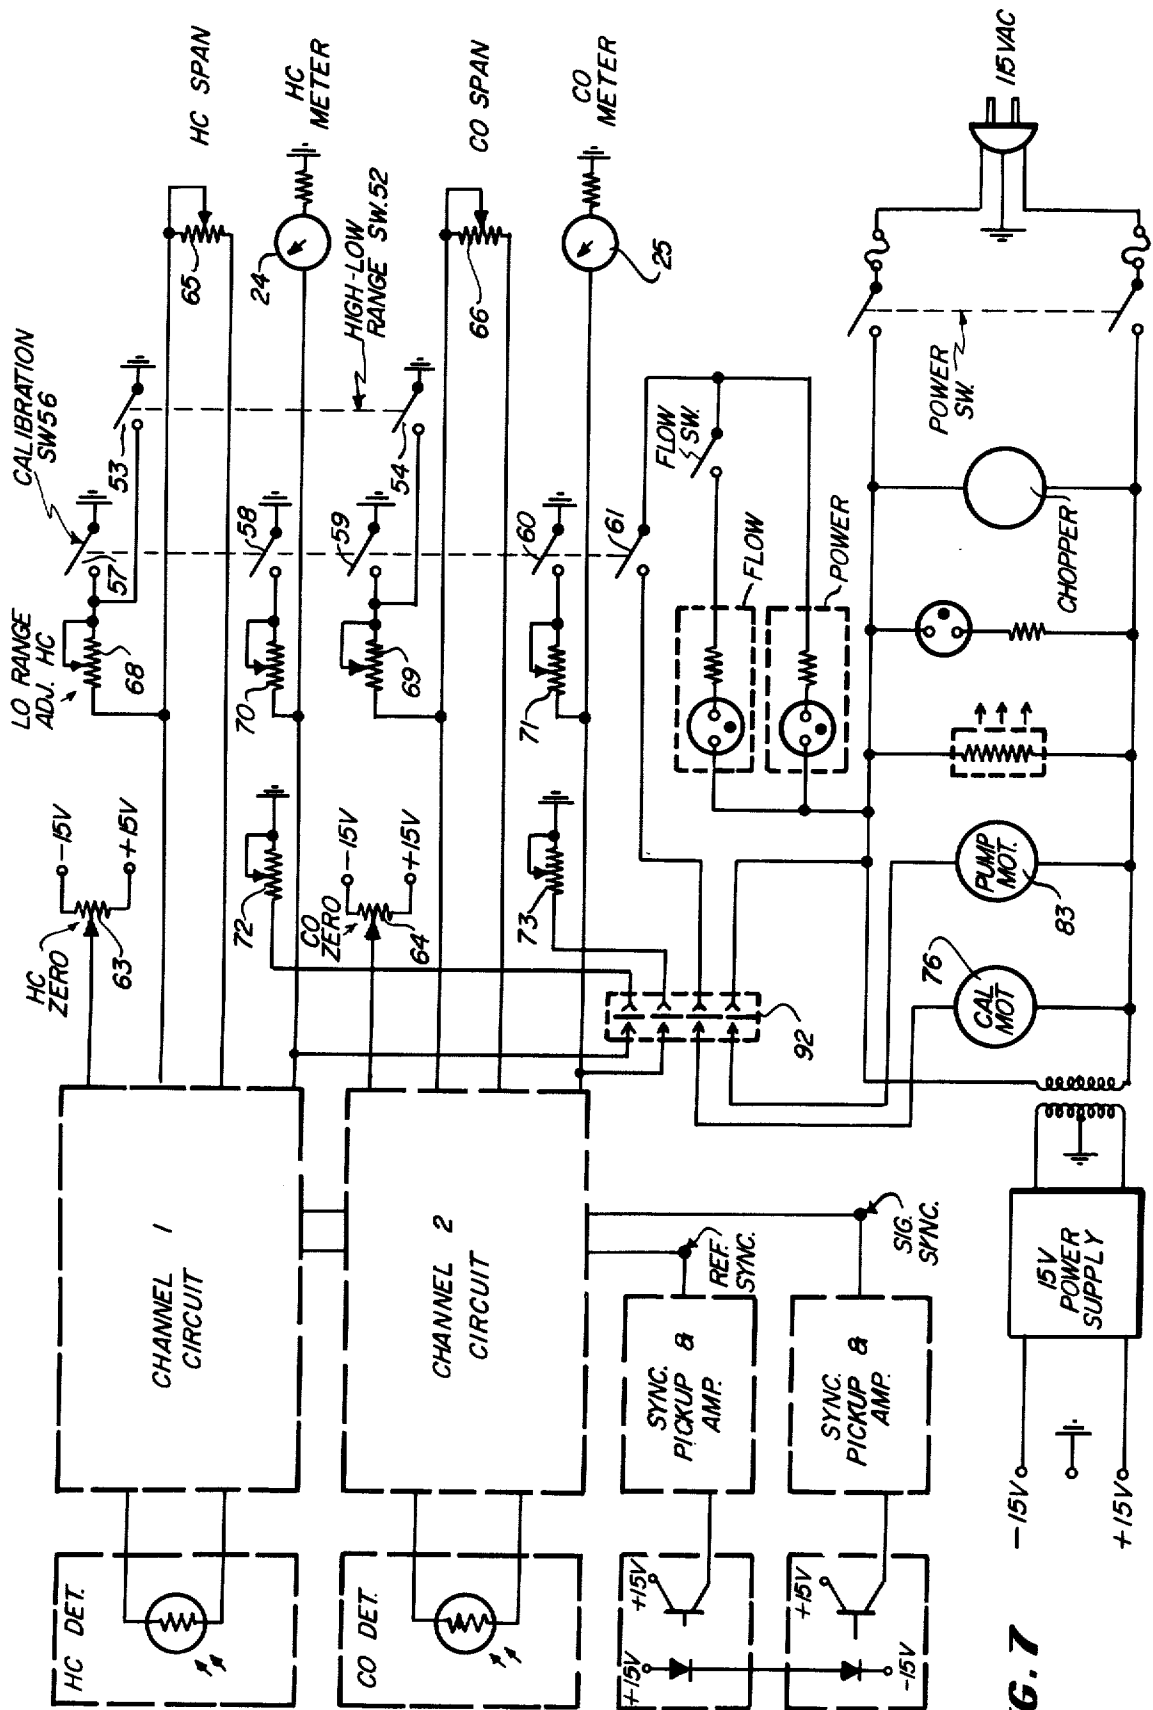 HC DET.
CO DET.
+15V
+15V
+15V
-15V
CHANNEL 1
CIRCUIT
CHANNEL 2
CIRCUIT
SYNC.
PICKUP &
AMP.
SYNC.
PICKUP &
AMP.
REF.
SYNC.
SIG.
SYNC.
HC
ZERO
63
-15V
+15V
LO RANGE
ADJ. HC
68
CALIBRATION
SW56
57
53
65
HC SPAN
72
70
58
24
HC
METER
HIGH-LOW
RANGE SW.52
CO
ZERO
64
-15V
+15V
69
59
54
66
CO SPAN
73
71
60
25
CO
METER
61
FLOW
SW.
FLOW
POWER
92
76
CAL
MOT
PUMP
MOT.
83
CHOPPER
POWER
SW.
115VAC
15V
POWER
SUPPLY
-15V
+15V
G.7